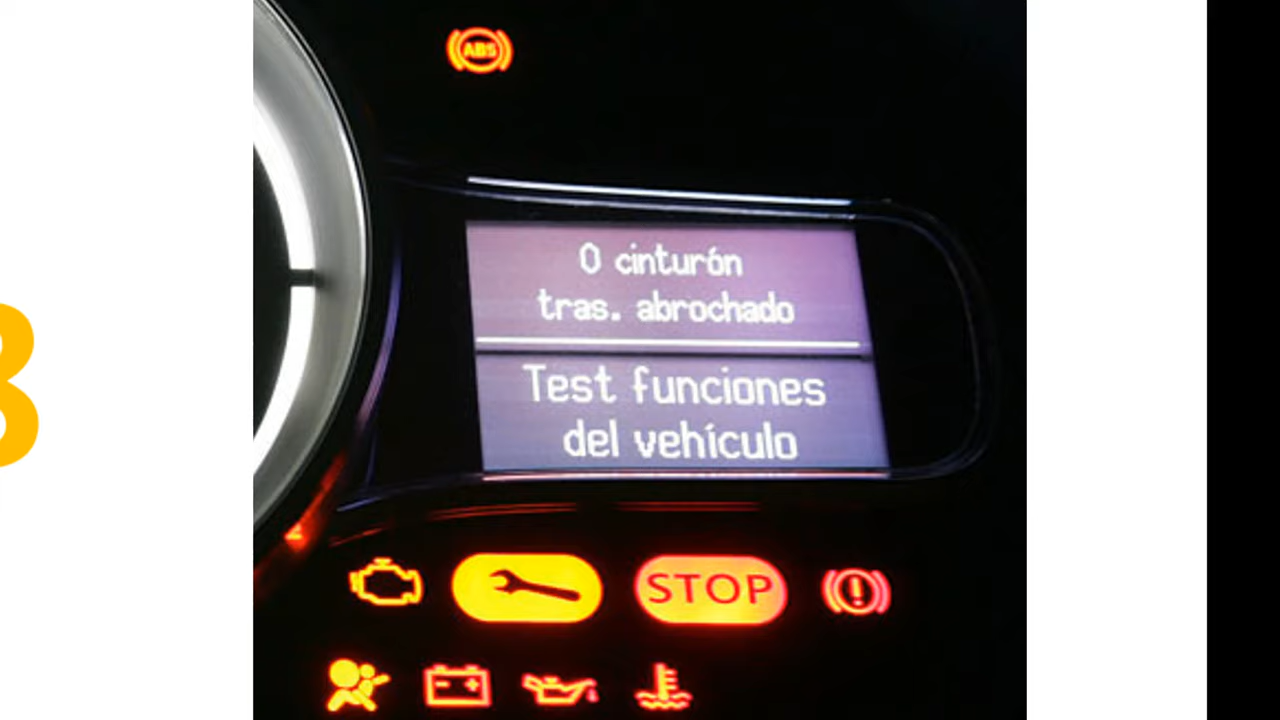 ABS
0 cinturón
tras. abrochado
Test funciones
del vehículo
STOP